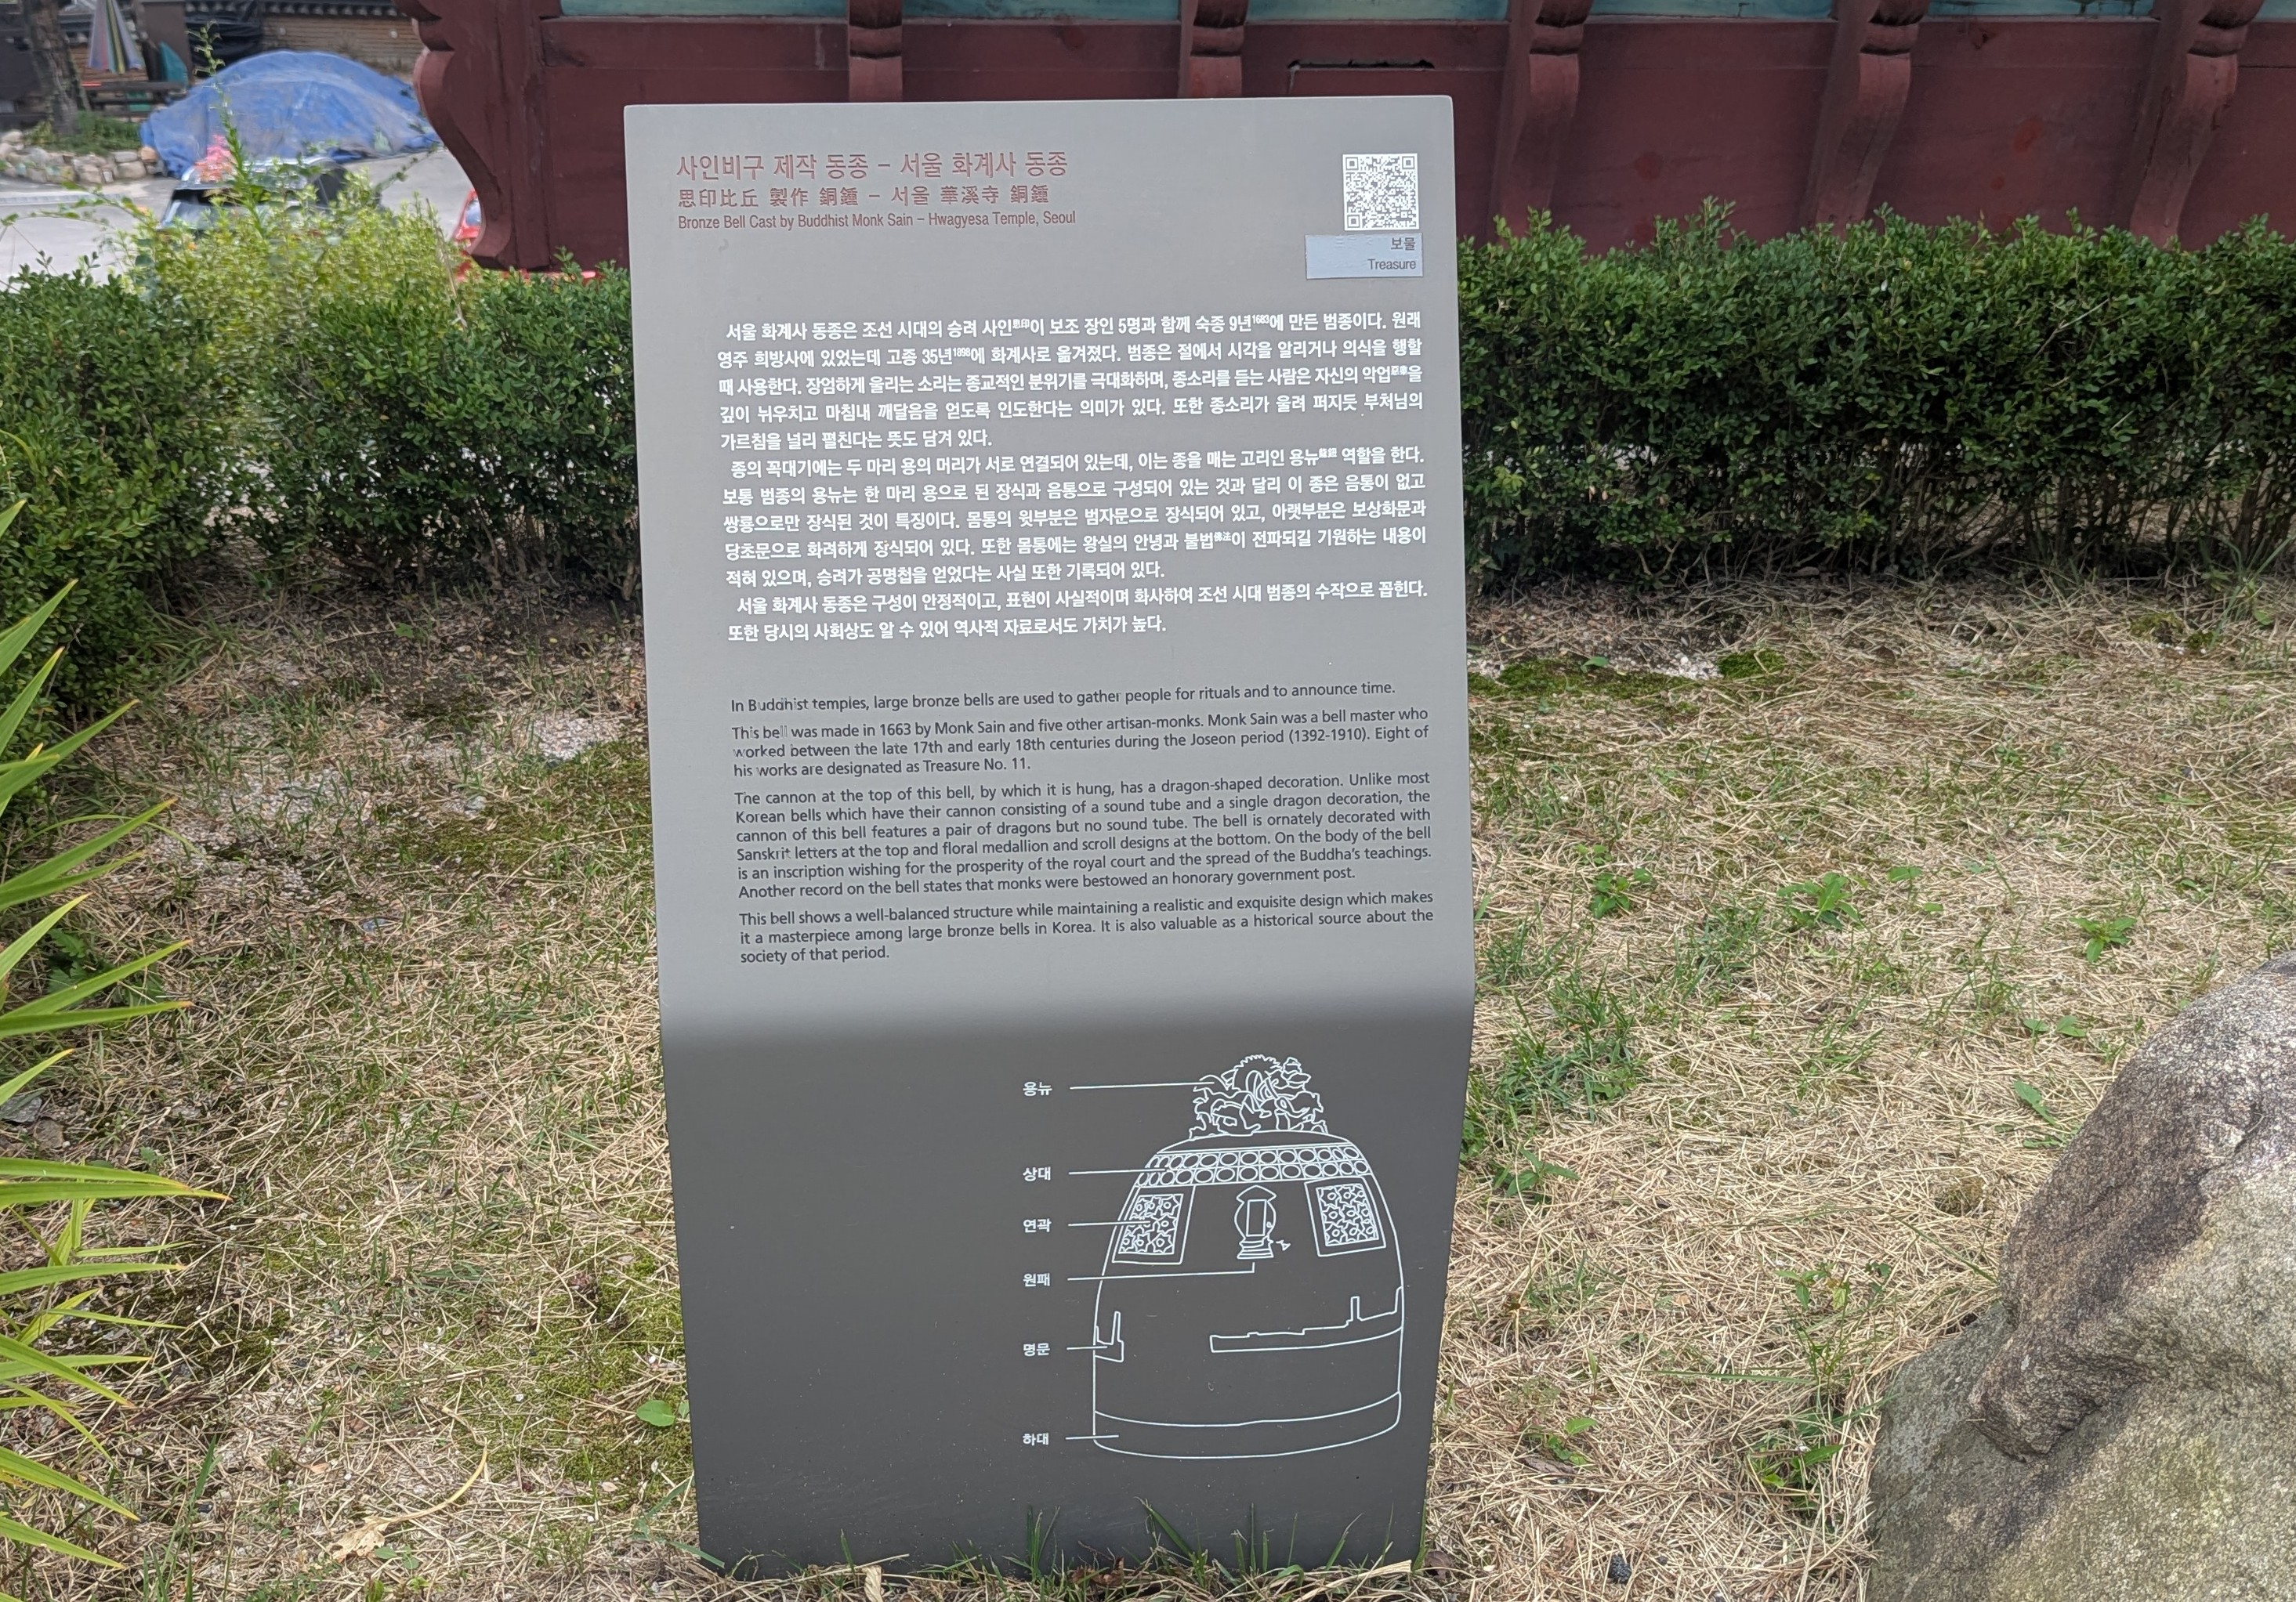 사인비구 제작 동종 – 서울 화계사 동종
思印比丘 製作 銅鍾 – 서울 華溪寺 銅鍾
Bronze Bell Cast by Buddhist Monk Sain – Hwagyesa Temple, Seoul
보물
Treasure
서울 화계사 동종은 조선 시대의 승려 사인思印이 보조 장인 5명과 함께 숙종 9년1683에 만든 범종이다. 원래
영주 희방사에 있었는데 고종 35년1898에 화계사로 옮겨졌다. 범종은 절에서 시각을 알리거나 의식을 행할
때 사용한다. 장엄하게 울리는 소리는 종교적인 분위기를 극대화하며, 종소리를 듣는 사람은 자신의 악업惡業을
깊이 뉘우치고 마침내 깨달음을 얻도록 인도한다는 의미가 있다. 또한 종소리가 울려 퍼지듯 부처님의
가르침을 널리 펼친다는 뜻도 담겨 있다.
종의 꼭대기에는 두 마리 용의 머리가 서로 연결되어 있는데, 이는 종을 매는 고리인 용뉴龍鈕 역할을 한다.
보통 범종의 용뉴는 한 마리 용으로 된 장식과 음통으로 구성되어 있는 것과 달리 이 종은 음통이 없고
쌍룡으로만 장식된 것이 특징이다. 몸통의 윗부분은 범자문으로 장식되어 있고, 아랫부분은 보상화문과
당초문으로 화려하게 장식되어 있다. 또한 몸통에는 왕실의 안녕과 불법佛法이 전파되길 기원하는 내용이
적혀 있으며, 승려가 공명첩을 얻었다는 사실 또한 기록되어 있다.
서울 화계사 동종은 구성이 안정적이고, 표현이 사실적이며 화사하여 조선 시대 범종의 수작으로 꼽힌다.
또한 당시의 사회상도 알 수 있어 역사적 자료로서도 가치가 높다.
In Buddhist temples, large bronze bells are used to gather people for rituals and to announce time.
This bell was made in 1663 by Monk Sain and five other artisan-monks. Monk Sain was a bell master who
worked between the late 17th and early 18th centuries during the Joseon period (1392-1910). Eight of
his works are designated as Treasure No. 11.
The cannon at the top of this bell, by which it is hung, has a dragon-shaped decoration. Unlike most
Korean bells which have their cannon consisting of a sound tube and a single dragon decoration, the
cannon of this bell features a pair of dragons but no sound tube. The bell is ornately decorated with
Sanskrit letters at the top and floral medallion and scroll designs at the bottom. On the body of the bell
is an inscription wishing for the prosperity of the royal court and the spread of the Buddha's teachings.
Another record on the bell states that monks were bestowed an honorary government post.
This bell shows a well-balanced structure while maintaining a realistic and exquisite design which makes
it a masterpiece among large bronze bells in Korea. It is also valuable as a historical source about the
society of that period.
용뉴
상대
연곽
원패
명문
하대